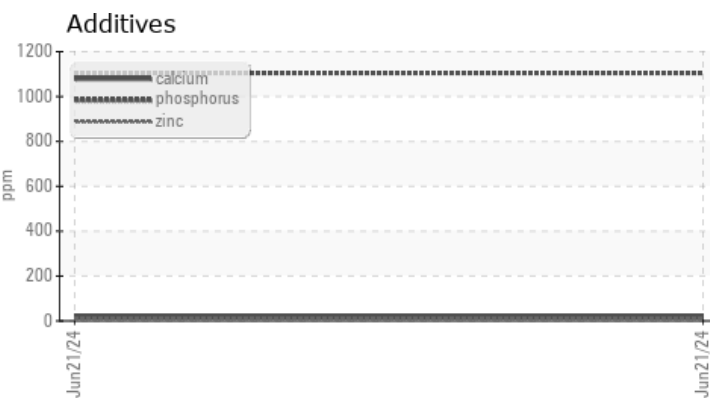 Additives
1200
1000
800
600
400
200
0
ppm
calcium
phosphorus
zinc
Jun21/24
Jun21/24